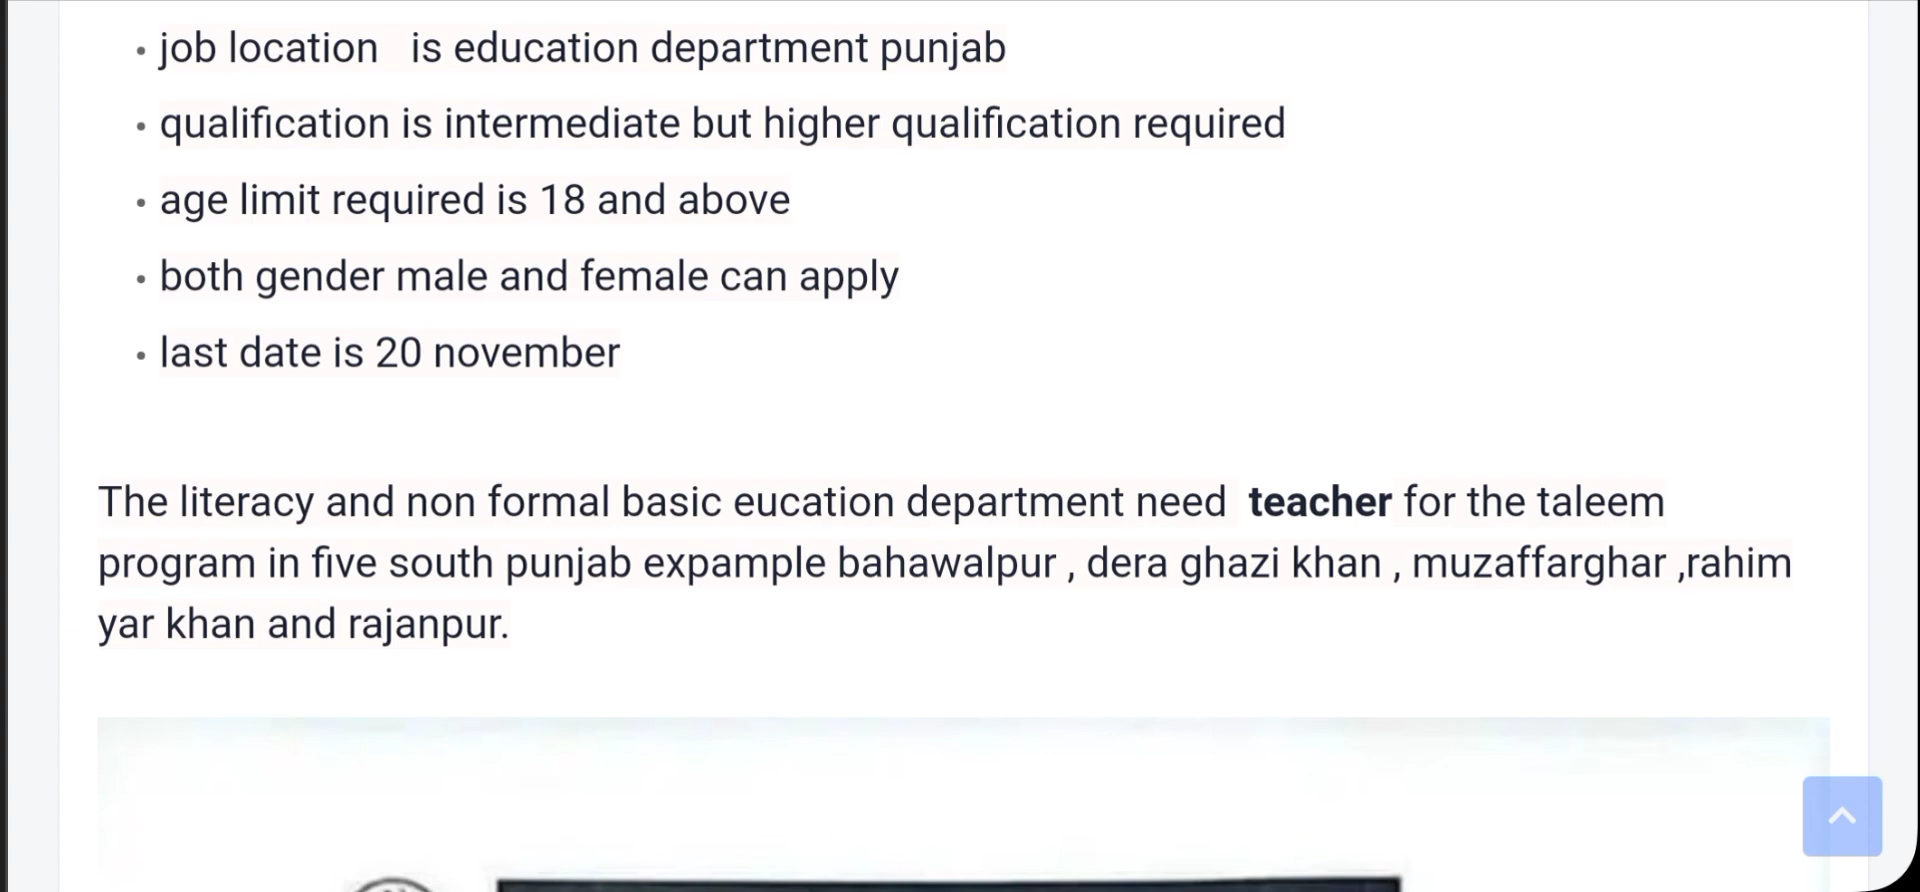 • job location is education department punjab
• qualification is intermediate but higher qualification required
• age limit required is 18 and above
• both gender male and female can apply
• last date is 20 november
The literacy and non formal basic eucation department need teacher for the taleem
program in five south punjab expample bahawalpur , dera ghazi khan , muzaffarghar ,rahim
yar khan and rajanpur.